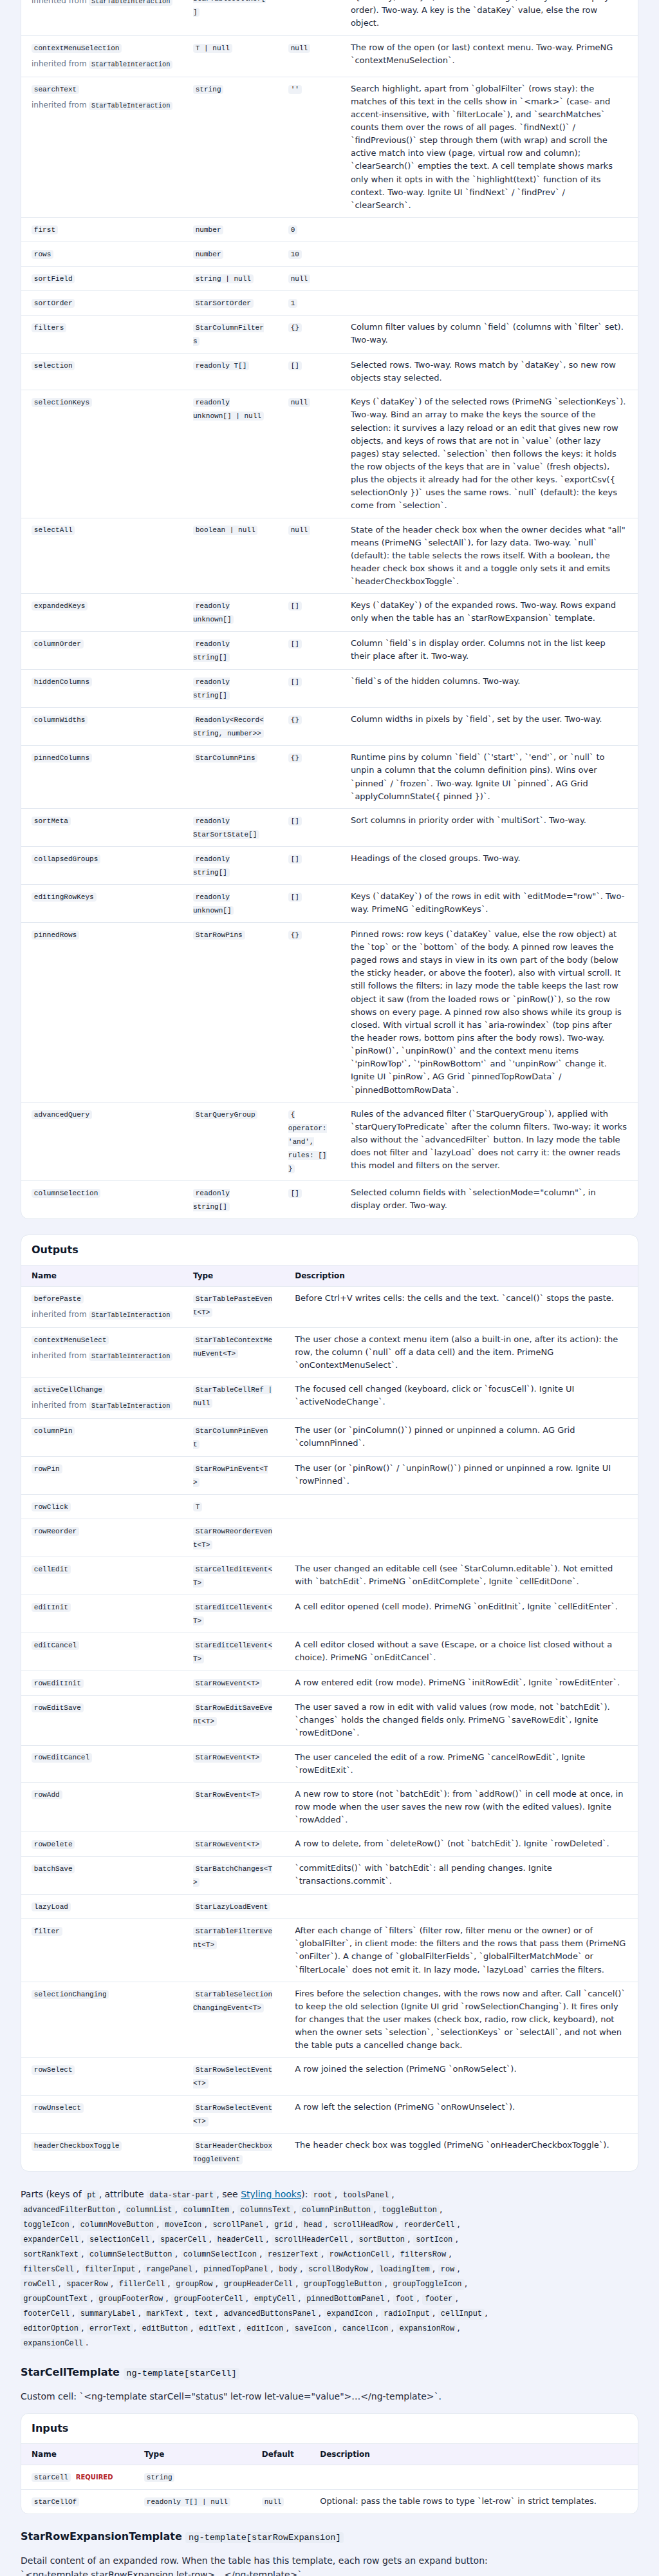 inherited from StarTableInteraction
]
order). Two-way. A key is the `dataKey` value, else the row
object.
contextMenuSelection T | null null The row of the open (or last) context menu. Two-way. PrimeNG
inherited from StarTableInteraction `contextMenuSelection`.
searchText string '' Search highlight, apart from `globalFilter` (rows stay): the
inherited from StarTableInteraction matches of this text in the cells show in `<mark>` (case- and
accent-insensitive, with `filterLocale`), and `searchMatches`
counts them over the rows of all pages. `findNext()` /
`findPrevious()` step through them (with wrap) and scroll the
active match into view (page, virtual row and column);
`clearSearch()` empties the text. A cell template shows marks
only when it opts in with the `highlight(text)` function of its
context. Two-way. Ignite UI `findNext` / `findPrev` /
`clearSearch`.
first number 0
rows number 10
sortField string | null null
sortOrder StarSortOrder 1
filters StarColumnFilter {} Column filter values by column `field` (columns with `filter` set).
s Two-way.
selection readonly T[] [] Selected rows. Two-way. Rows match by `dataKey`, so new row
objects stay selected.
selectionKeys readonly null Keys (`dataKey`) of the selected rows (PrimeNG `selectionKeys`).
unknown[] | null Two-way. Bind an array to make the keys the source of the
selection: it survives a lazy reload or an edit that gives new row
objects, and keys of rows that are not in `value` (other lazy
pages) stay selected. `selection` then follows the keys: it holds
the row objects of the keys that are in `value` (fresh objects),
plus the objects it already had for the other keys. `exportCsv({
selectionOnly })` uses the same rows. `null` (default): the keys
come from `selection`.
selectAll boolean | null null State of the header check box when the owner decides what "all"
means (PrimeNG `selectAll`), for lazy data. Two-way. `null`
(default): the table selects the rows itself. With a boolean, the
header check box shows it and a toggle only sets it and emits
`headerCheckboxToggle`.
expandedKeys readonly [] Keys (`dataKey`) of the expanded rows. Two-way. Rows expand
unknown[] only when the table has an `starRowExpansion` template.
columnOrder readonly [] Column `field`s in display order. Columns not in the list keep
string[] their place after it. Two-way.
hiddenColumns readonly [] `field`s of the hidden columns. Two-way.
string[]
columnWidths Readonly<Record< {} Column widths in pixels by `field`, set by the user. Two-way.
string, number>>
pinnedColumns StarColumnPins {} Runtime pins by column `field` (`'start'`, `'end'`, or `null` to
unpin a column that the column definition pins). Wins over
`pinned` / `frozen`. Two-way. Ignite UI `pinned`, AG Grid
`applyColumnState({ pinned })`.
sortMeta readonly [] Sort columns in priority order with `multiSort`. Two-way.
StarSortState[]
collapsedGroups readonly [] Headings of the closed groups. Two-way.
string[]
editingRowKeys readonly [] Keys (`dataKey`) of the rows in edit with `editMode="row"`. Two-
unknown[] way. PrimeNG `editingRowKeys`.
pinnedRows StarRowPins {} Pinned rows: row keys (`dataKey` value, else the row object) at
the `top` or the `bottom` of the body. A pinned row leaves the
paged rows and stays in view in its own part of the body (below
the sticky header, or above the footer), also with virtual scroll. It
still follows the filters; in lazy mode the table keeps the last row
object it saw (from the loaded rows or `pinRow()`), so the row
shows on every page. A pinned row also shows while its group is
closed. With virtual scroll it has `aria-rowindex` (top pins after
the header rows, bottom pins after the body rows). Two-way.
`pinRow()`, `unpinRow()` and the context menu items
`'pinRowTop'`, `'pinRowBottom'` and `'unpinRow'` change it.
Ignite UI `pinRow`, AG Grid `pinnedTopRowData` /
`pinnedBottomRowData`.
advancedQuery StarQueryGroup { Rules of the advanced filter (`StarQueryGroup`), applied with
operator: `starQueryToPredicate` after the column filters. Two-way; it works
'and', also without the `advancedFilter` button. In lazy mode the table
rules: [] does not filter and `lazyLoad` does not carry it: the owner reads
} this model and filters on the server.
columnSelection readonly [] Selected column fields with `selectionMode="column"`, in
string[] display order. Two-way.
Outputs
Name Type Description
beforePaste StarTablePasteEven Before Ctrl+V writes cells: the cells and the text. `cancel()` stops the paste.
inherited from StarTableInteraction t<T>
contextMenuSelect StarTableContextMe The user chose a context menu item (also a built-in one, after its action): the
inherited from StarTableInteraction nuEvent<T> row, the column (`null` off a data cell) and the item. PrimeNG
`onContextMenuSelect`.
activeCellChange StarTableCellRef | The focused cell changed (keyboard, click or `focusCell`). Ignite UI
inherited from StarTableInteraction null `activeNodeChange`.
columnPin StarColumnPinEven The user (or `pinColumn()`) pinned or unpinned a column. AG Grid
t `columnPinned`.
rowPin StarRowPinEvent<T The user (or `pinRow()` / `unpinRow()`) pinned or unpinned a row. Ignite UI
> `rowPinned`.
rowClick T
rowReorder StarRowReorderEven
t<T>
cellEdit StarCellEditEvent< The user changed an editable cell (see `StarColumn.editable`). Not emitted
T> with `batchEdit`. PrimeNG `onEditComplete`, Ignite `cellEditDone`.
editInit StarEditCellEvent< A cell editor opened (cell mode). PrimeNG `onEditInit`, Ignite `cellEditEnter`.
T>
editCancel StarEditCellEvent< A cell editor closed without a save (Escape, or a choice list closed without a
T> choice). PrimeNG `onEditCancel`.
rowEditInit StarRowEvent<T> A row entered edit (row mode). PrimeNG `initRowEdit`, Ignite `rowEditEnter`.
rowEditSave StarRowEditSaveEve The user saved a row in edit with valid values (row mode, not `batchEdit`).
nt<T> `changes` holds the changed fields only. PrimeNG `saveRowEdit`, Ignite
`rowEditDone`.
rowEditCancel StarRowEvent<T> The user canceled the edit of a row. PrimeNG `cancelRowEdit`, Ignite
`rowEditExit`.
rowAdd StarRowEvent<T> A new row to store (not `batchEdit`): from `addRow()` in cell mode at once, in
row mode when the user saves the new row (with the edited values). Ignite
`rowAdded`.
rowDelete StarRowEvent<T> A row to delete, from `deleteRow()` (not `batchEdit`). Ignite `rowDeleted`.
batchSave StarBatchChanges<T `commitEdits()` with `batchEdit`: all pending changes. Ignite
> `transactions.commit`.
lazyLoad StarLazyLoadEvent
filter StarTableFilterEve After each change of `filters` (filter row, filter menu or the owner) or of
nt<T> `globalFilter`, in client mode: the filters and the rows that pass them (PrimeNG
`onFilter`). A change of `globalFilterFields`, `globalFilterMatchMode` or
`filterLocale` does not emit it. In lazy mode, `lazyLoad` carries the filters.
selectionChanging StarTableSelection Fires before the selection changes, with the rows now and after. Call `cancel()`
ChangingEvent<T> to keep the old selection (Ignite UI grid `rowSelectionChanging`). It fires only
for changes that the user makes (check box, radio, row click, keyboard), not
when the owner sets `selection`, `selectionKeys` or `selectAll`, and not when
the table puts a cancelled change back.
rowSelect StarRowSelectEvent A row joined the selection (PrimeNG `onRowSelect`).
<T>
rowUnselect StarRowSelectEvent A row left the selection (PrimeNG `onRowUnselect`).
<T>
headerCheckboxToggle StarHeaderCheckbox The header check box was toggled (PrimeNG `onHeaderCheckboxToggle`).
ToggleEvent
Parts (keys of pt , attribute data-star-part , see Styling hooks): root , toolsPanel ,
advancedFilterButton , columnList , columnItem , columnsText , columnPinButton , toggleButton ,
toggleIcon , columnMoveButton , moveIcon , scrollPanel , grid , head , scrollHeadRow , reorderCell ,
expanderCell , selectionCell , spacerCell , headerCell , scrollHeaderCell , sortButton , sortIcon ,
sortRankText , columnSelectButton , columnSelectIcon , resizerText , rowActionCell , filtersRow ,
filtersCell , filterInput , rangePanel , pinnedTopPanel , body , scrollBodyRow , loadingItem , row ,
rowCell , spacerRow , fillerCell , groupRow , groupHeaderCell , groupToggleButton , groupToggleIcon ,
groupCountText , groupFooterRow , groupFooterCell , emptyCell , pinnedBottomPanel , foot , footer ,
footerCell , summaryLabel , markText , text , advancedButtonsPanel , expandIcon , radioInput , cellInput ,
editorOption , errorText , editButton , editText , editIcon , saveIcon , cancelIcon , expansionRow ,
expansionCell .
StarCellTemplate ng-template[starCell]
Custom cell: `<ng-template starCell="status" let-row let-value="value">…</ng-template>`.
Inputs
Name Type Default Description
starCell REQUIRED string
starCellOf readonly T[] | null null Optional: pass the table rows to type `let-row` in strict templates.
StarRowExpansionTemplate ng-template[starRowExpansion]
Detail content of an expanded row. When the table has this template, each row gets an expand button:
`<ng-template starRowExpansion let-row>…</ng-template>`.